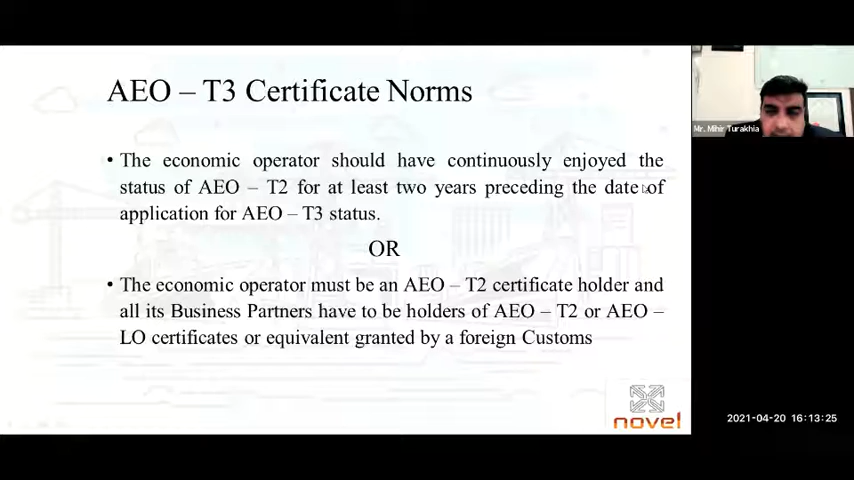 AEO – T3 Certificate Norms
• The economic operator should have continuously enjoyed the
status of AEO – T2 for at least two years preceding the date of
application for AEO – T3 status.
OR
• The economic operator must be an AEO – T2 certificate holder and
all its Business Partners have to be holders of AEO – T2 or AEO –
LO certificates or equivalent granted by a foreign Customs
novel
Mr. Mihir Turakhia
2021-04-20 16:13:25